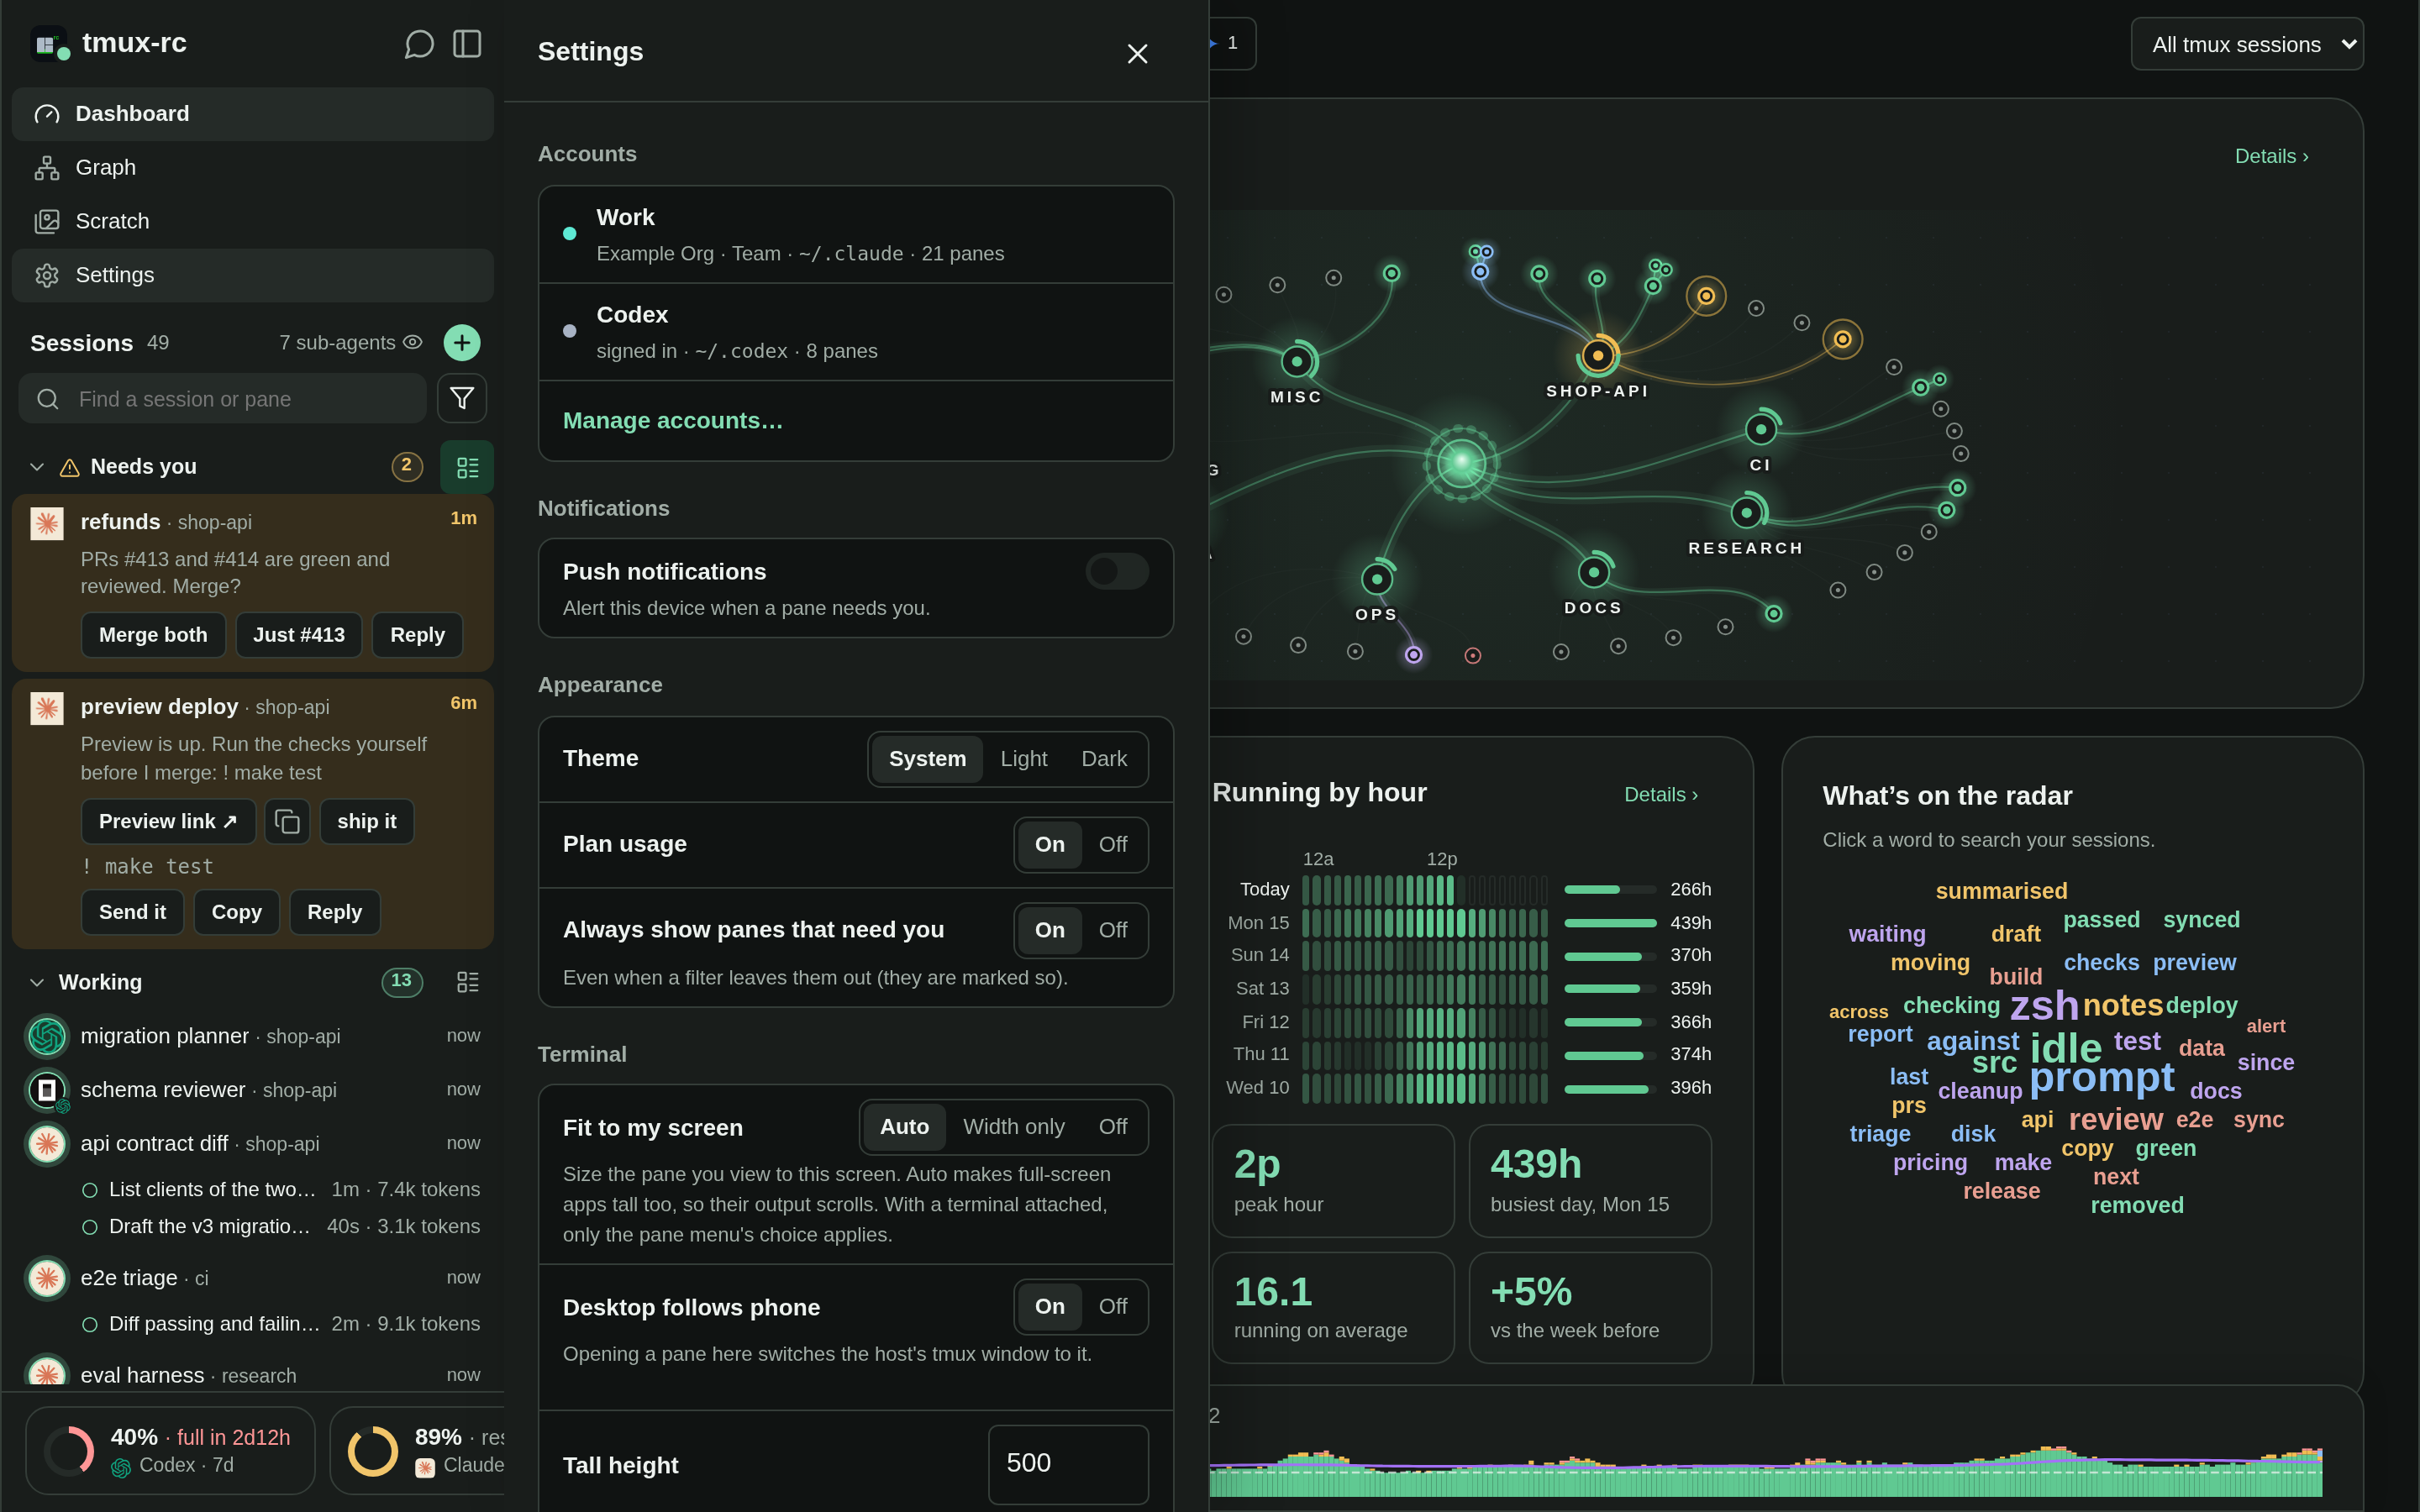 tmux-rc
Dashboard
Graph
Scratch
Settings
Sessions 49
7 sub-agents
Find a session or pane
Needs you 2
refunds · shop-api 1m
PRs #413 and #414 are green and
reviewed. Merge?
Merge both
Just #413
Reply
preview deploy · shop-api 6m
Preview is up. Run the checks yourself
before I merge: ! make test
Preview link ↗
ship it
! make test
Send it
Copy
Reply
Working 13
migration planner · shop-api now
schema reviewer · shop-api now
api contract diff · shop-api now
List clients of the two… 1m · 7.4k tokens
Draft the v3 migratio… 40s · 3.1k tokens
e2e triage · ci now
Diff passing and failin… 2m · 9.1k tokens
eval harness · research now
40% · full in 2d12h
Codex · 7d
89% · res
Claude
Settings
Accounts
Work
Example Org · Team · ~/.claude · 21 panes
Codex
signed in · ~/.codex · 8 panes
Manage accounts…
Notifications
Push notifications
Alert this device when a pane needs you.
Appearance
Theme
System Light Dark
Plan usage
On Off
Always show panes that need you
On Off
Even when a filter leaves them out (they are marked so).
Terminal
Fit to my screen
Auto Width only Off
Size the pane you view to this screen. Auto makes full-screen
apps tall too, so their output scrolls. With a terminal attached,
only the pane menu's choice applies.
Desktop follows phone
On Off
Opening a pane here switches the host's tmux window to it.
Tall height
500
1
All tmux sessions
Details ›
MISC
SHOP-API
CI
RESEARCH
OPS
DOCS
G
Running by hour
Details ›
12a 12p
Today 266h
Mon 15 439h
Sun 14 370h
Sat 13 359h
Fri 12 366h
Thu 11 374h
Wed 10 396h
2p
peak hour
439h
busiest day, Mon 15
16.1
running on average
+5%
vs the week before
What’s on the radar
Click a word to search your sessions.
summarised
passed synced
waiting draft
moving checks preview
build
across checking zsh notes deploy
report against idle test data alert
src since
last cleanup prompt docs
prs api review e2e sync
triage disk
copy green
pricing make
next
release
removed
2